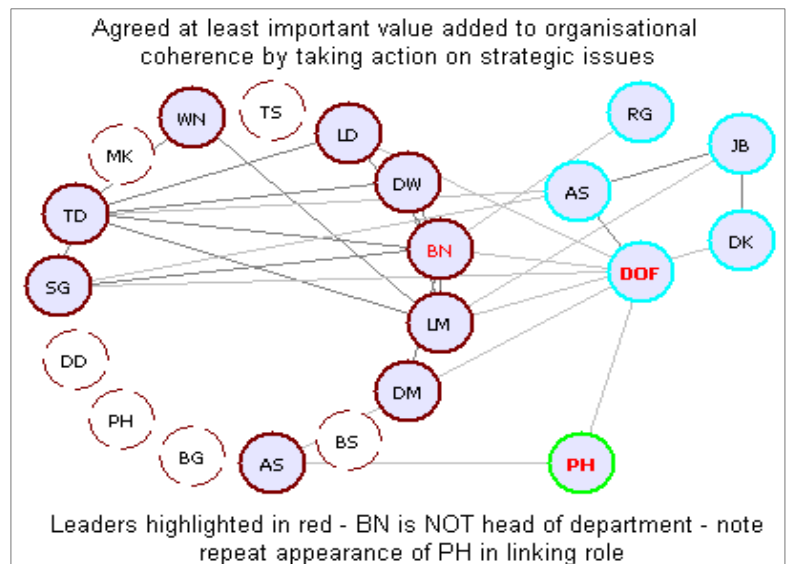 Agreed at least important value added to organisational
coherence by taking action on strategic issues
WN
TS
LD
RG
JB
MK
DW
AS
TD
BN
DK
SG
DOF
LM
DD
DM
PH
BG
AS
BS
PH
Leaders highlighted in red - BN is NOT head of department - note
repeat appearance of PH in linking role